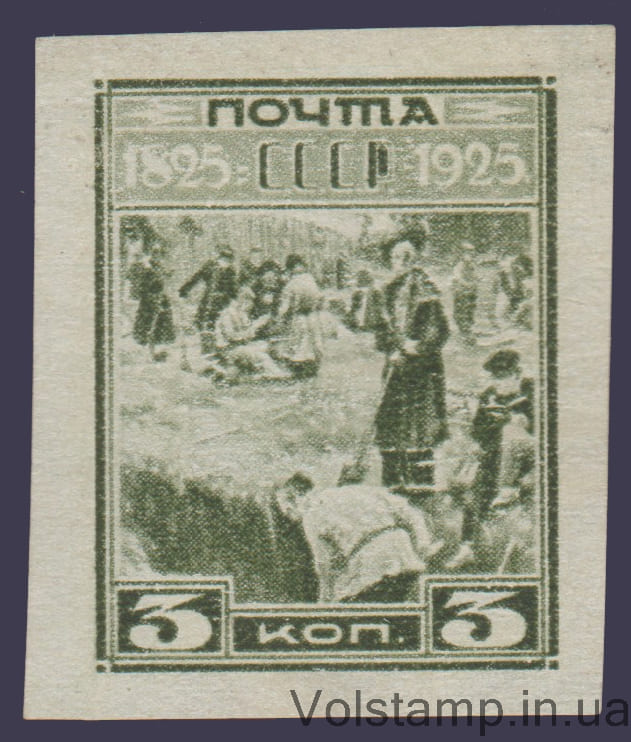 ПОЧТА
1825 СССР 1925
3 КОП. 3
Volstamp.in.ua